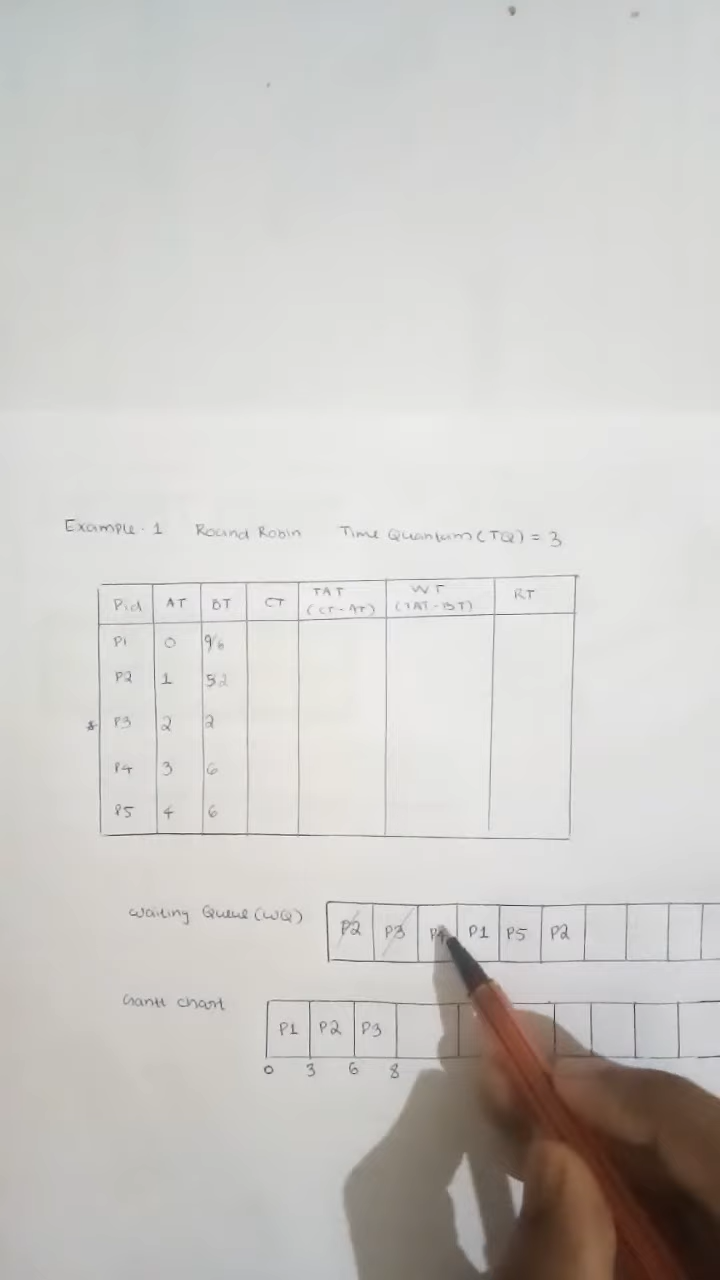 Example - 1 Round Robin Time Quantum (TQ) = 3
Pid AT BT CT TAT (CT-AT) WT (TAT-BT) RT
P1 0 9 6
P2 1 5 2
P3 2 2
P4 3 6
P5 4 6
Waiting Queue (WQ) P2 P3 P4 P1 P5 P2
Gantt chart P1 P2 P3
0 3 6 8